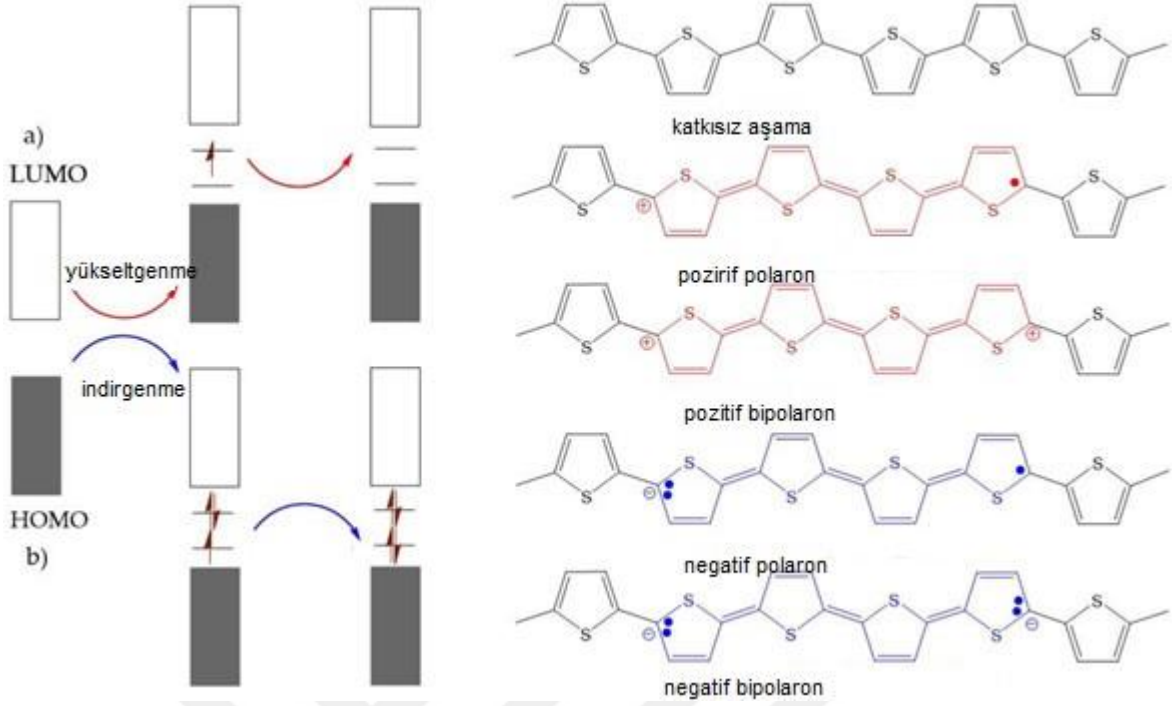 a)
LUMO
yükseltgenme
indirgenme
HOMO
b)
S S S S S S
katkısız aşama
S S S S S S
⊕
pozirif polaron
S S S S S S
⊕ ⊕
pozitif bipolaron
S S S S S S
⊖
negatif polaron
S S S S S S
⊖ ⊖
negatif bipolaron